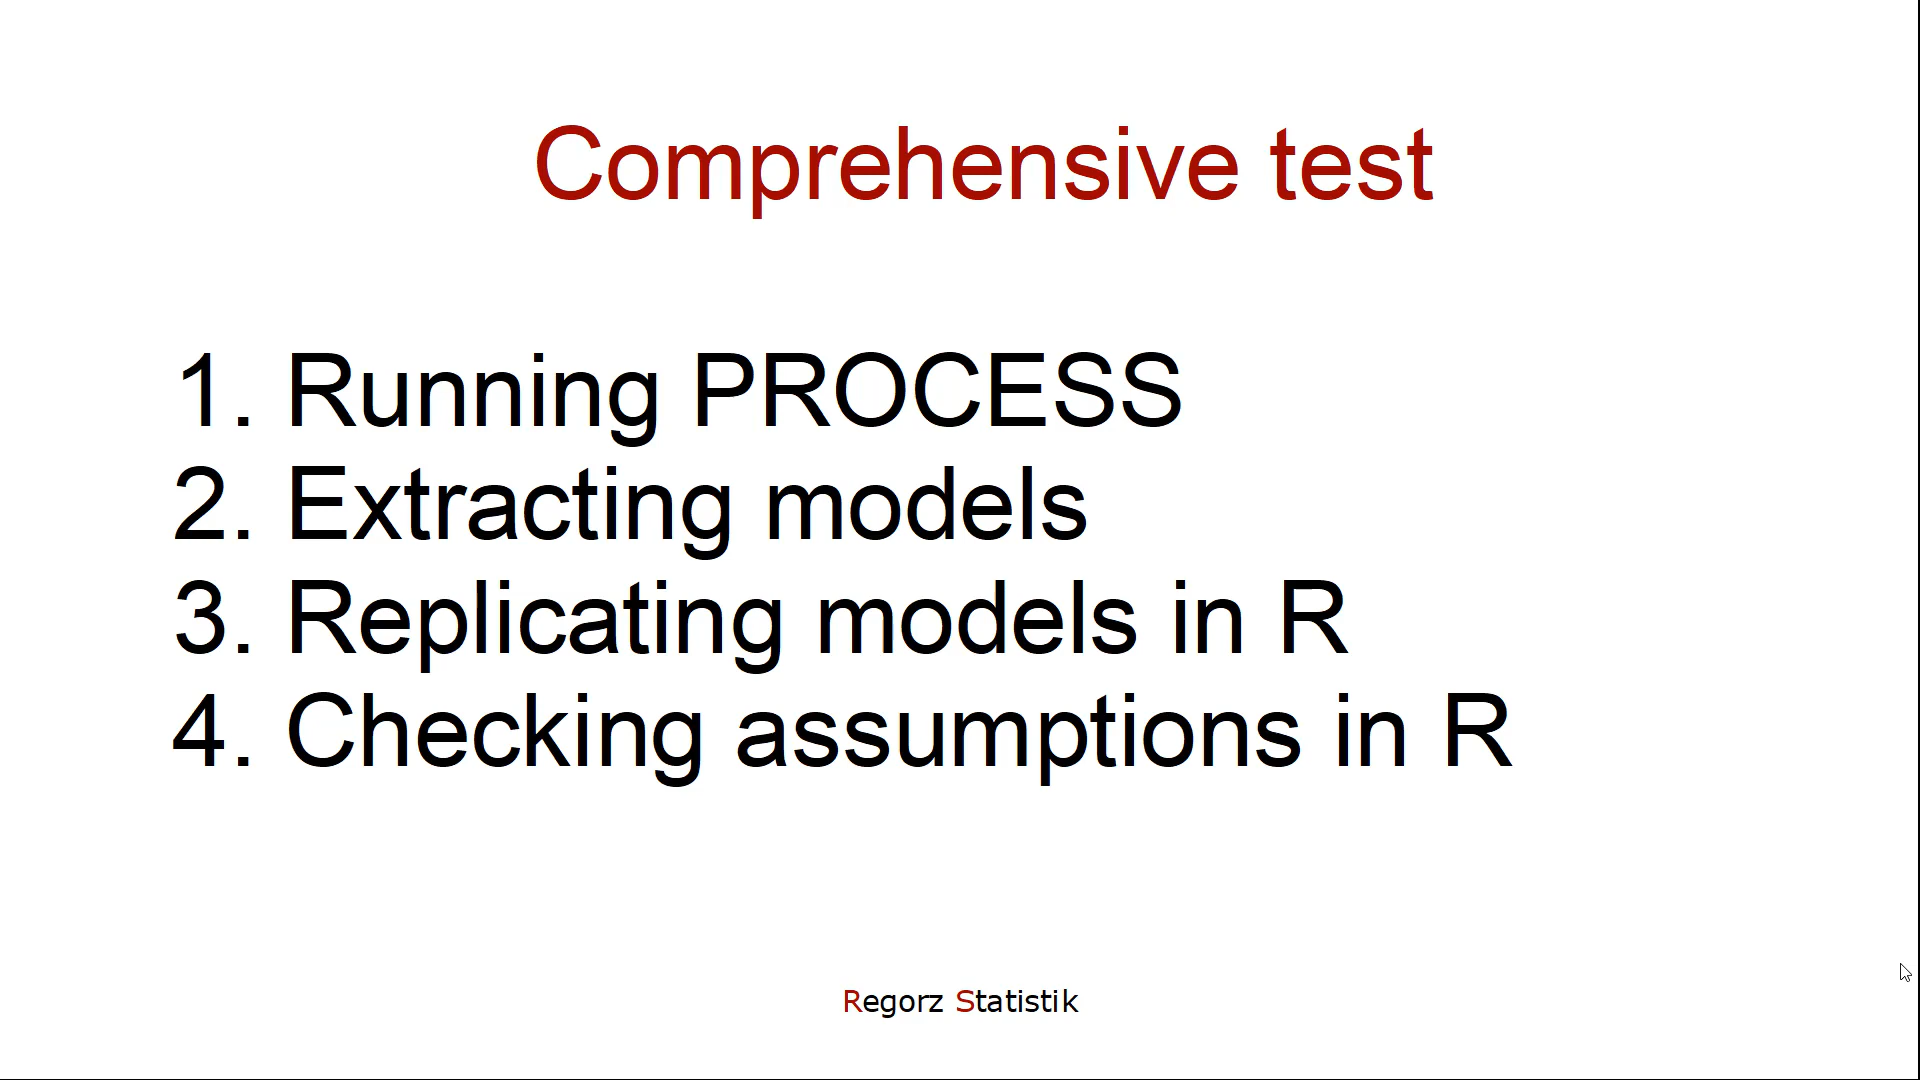 Comprehensive test
1. Running PROCESS
2. Extracting models
3. Replicating models in R
4. Checking assumptions in R
Regorz Statistik